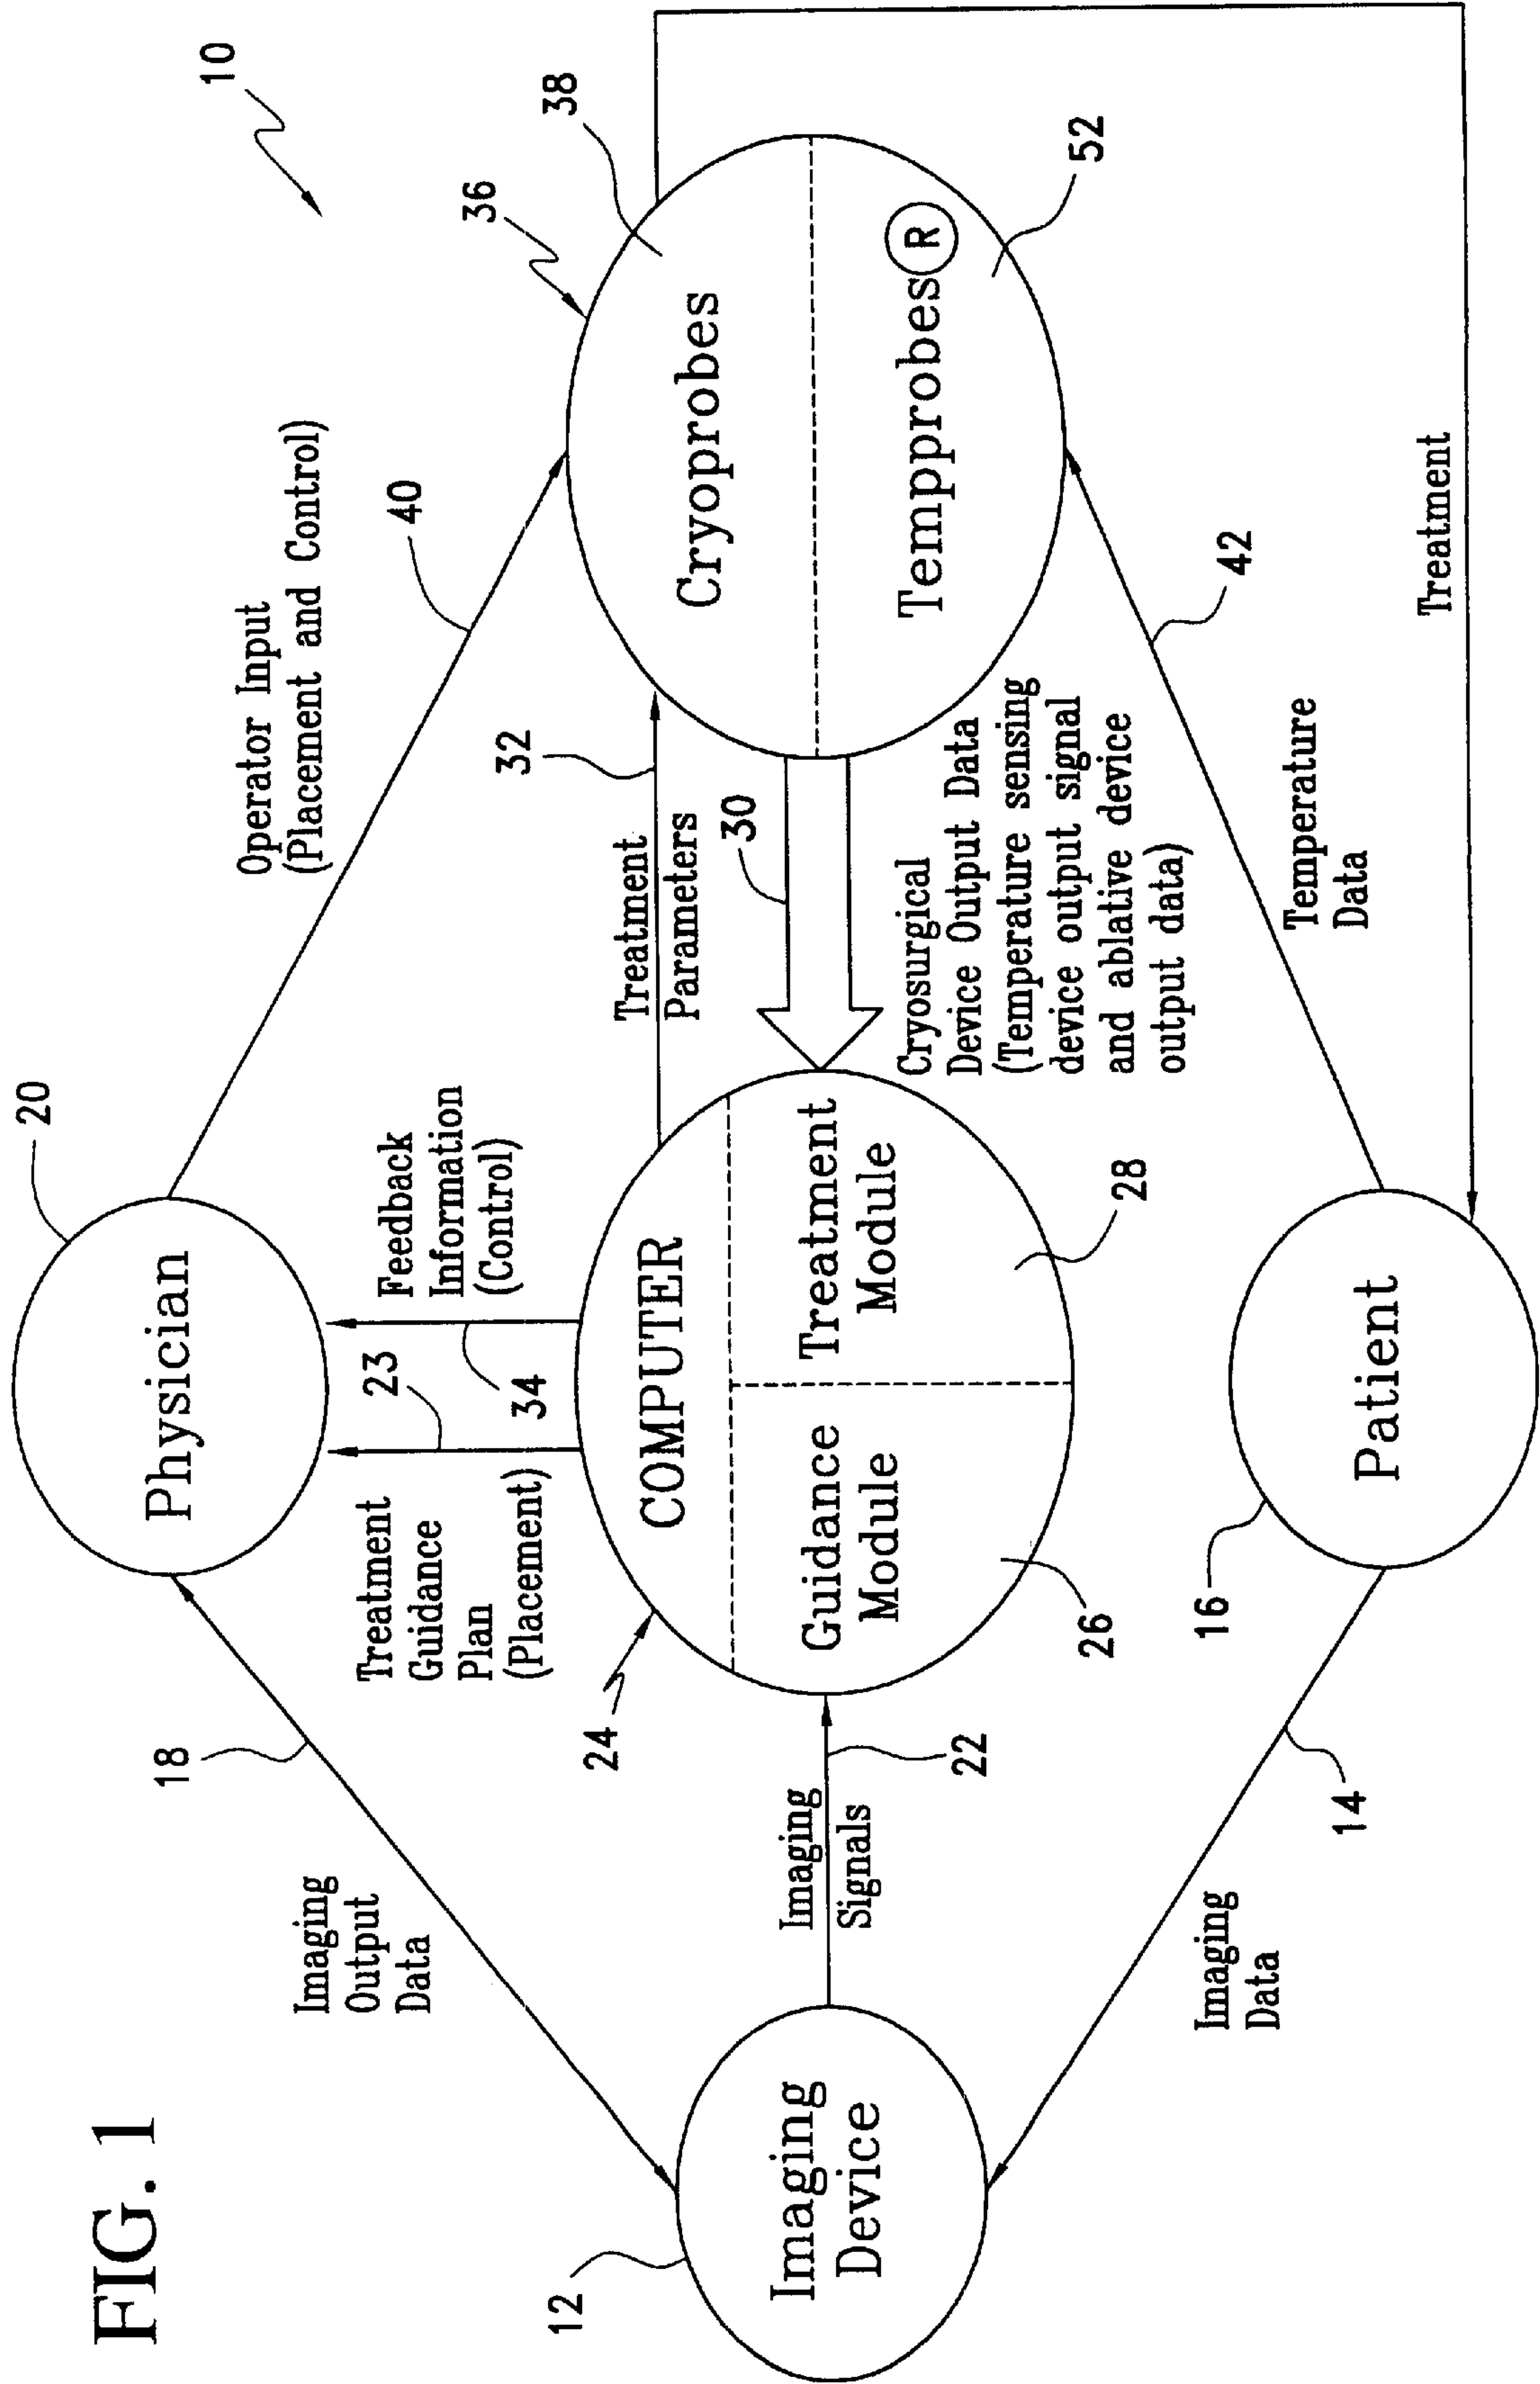 FIG. 1
10
20
Physician
18
Imaging
Output
Data
Operator Input
(Placement and Control)
40
Treatment
Guidance
Plan
(Placement)
23
Feedback
Information
(Control)
34
36
38
24
COMPUTER
Guidance
Module
26
Treatment
Module
28
12
Imaging
Device
Imaging
Signals
22
32
Treatment
Parameters
30
Cryosurgical
Device Output Data
(Temperature sensing
device output signal
and ablative device
output data)
Cryoprobes
Tempprobes R
52
Imaging
Data
14
16
Patient
Temperature
Data
42
Treatment